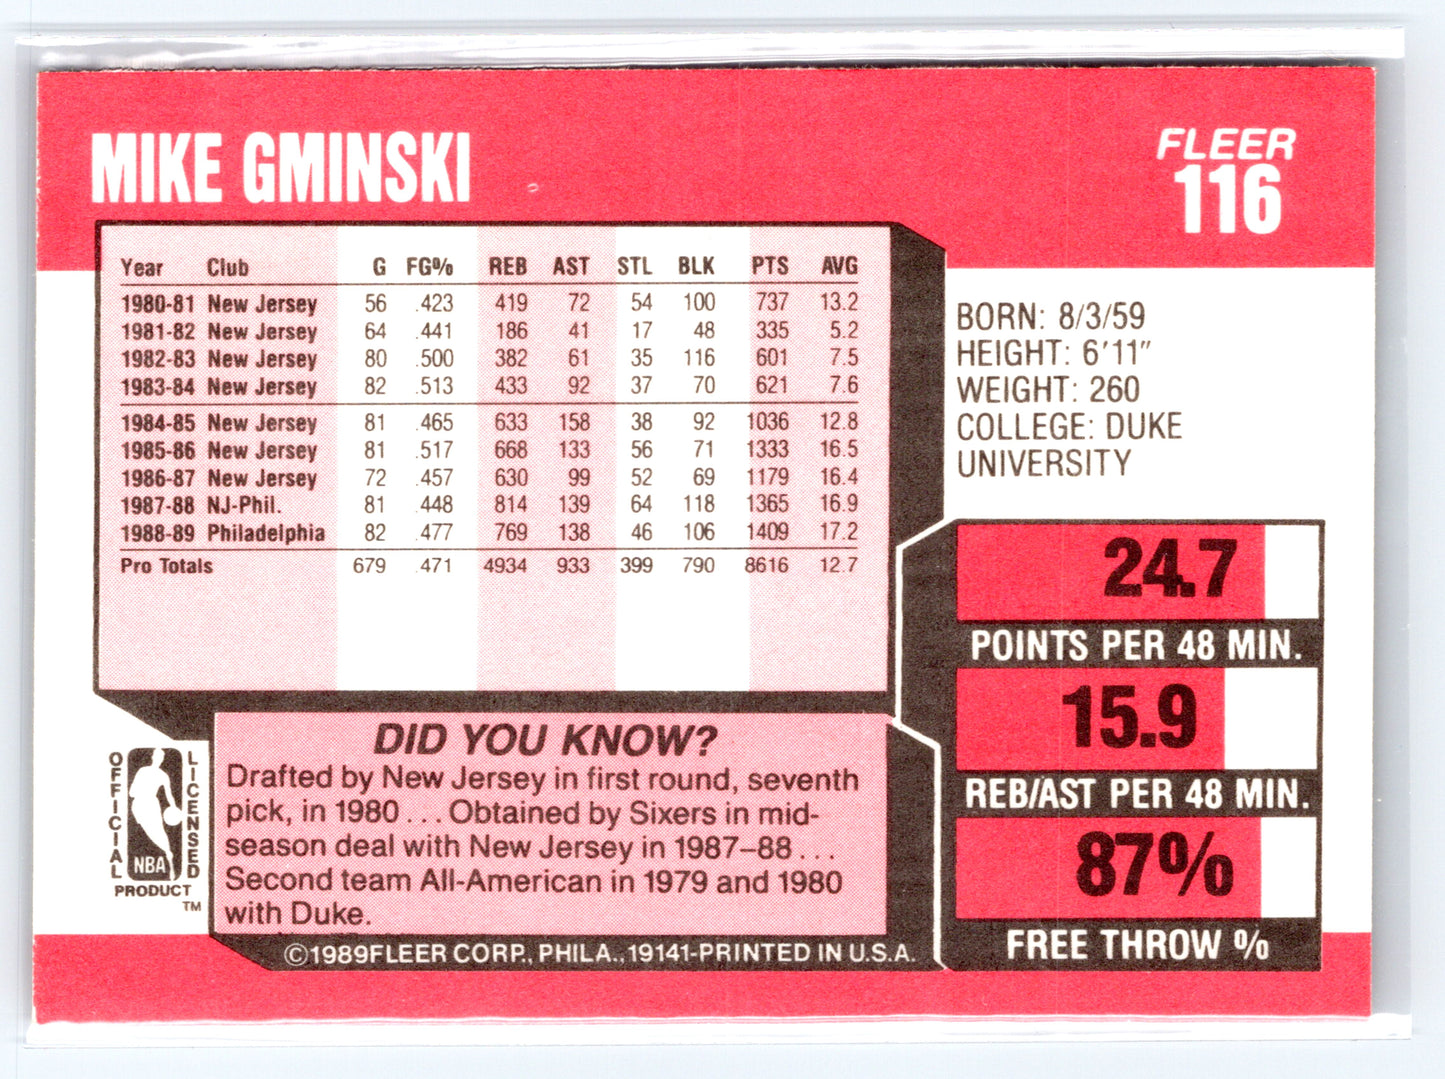 MIKE GMINSKI
FLEER
116
Year Club G FG% REB AST STL BLK PTS AVG
1980-81 New Jersey 56 .423 419 72 54 100 737 13.2
1981-82 New Jersey 64 .441 186 41 17 48 335 5.2
1982-83 New Jersey 80 .500 382 61 35 116 601 7.5
1983-84 New Jersey 82 .513 433 92 37 70 621 7.6
1984-85 New Jersey 81 .465 633 158 38 92 1036 12.8
1985-86 New Jersey 81 .517 668 133 56 71 1333 16.5
1986-87 New Jersey 72 .457 630 99 52 69 1179 16.4
1987-88 NJ-Phil. 81 .448 814 139 64 118 1365 16.9
1988-89 Philadelphia 82 .477 769 138 46 106 1409 17.2
Pro Totals 679 .471 4934 933 399 790 8616 12.7
BORN: 8/3/59
HEIGHT: 6'11"
WEIGHT: 260
COLLEGE: DUKE
UNIVERSITY
24.7
POINTS PER 48 MIN.
15.9
REB/AST PER 48 MIN.
87%
FREE THROW %
DID YOU KNOW?
Drafted by New Jersey in first round, seventh
pick, in 1980 ... Obtained by Sixers in mid-
season deal with New Jersey in 1987–88 ...
Second team All-American in 1979 and 1980
with Duke.
OFFICIAL
NBA
LICENSED
PRODUCT
TM
©1989FLEER CORP., PHILA., 19141-PRINTED IN U.S.A.